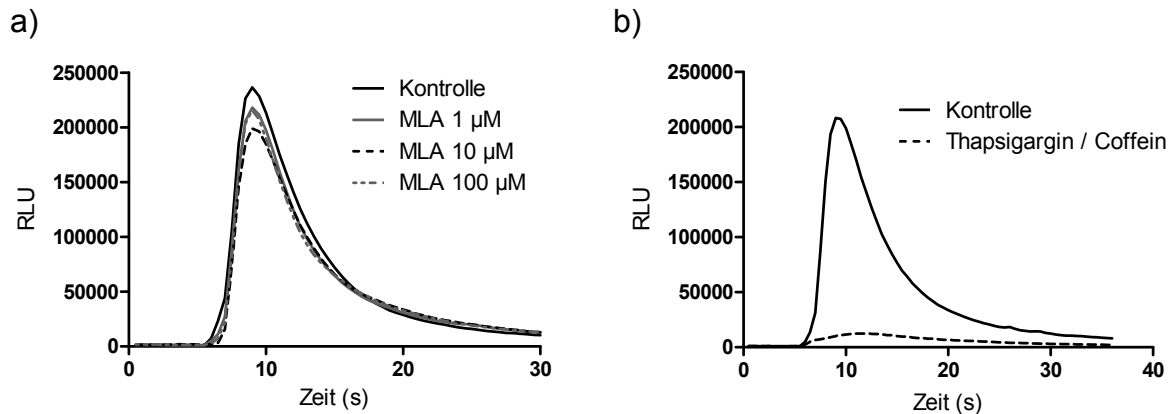 a)
250000
200000
150000
100000
50000
0
RLU
0 10 20 30
Zeit (s)
Kontrolle
MLA 1 µM
MLA 10 µM
MLA 100 µM
b)
250000
200000
150000
100000
50000
0
RLU
0 10 20 30 40
Zeit (s)
Kontrolle
Thapsigargin / Coffein